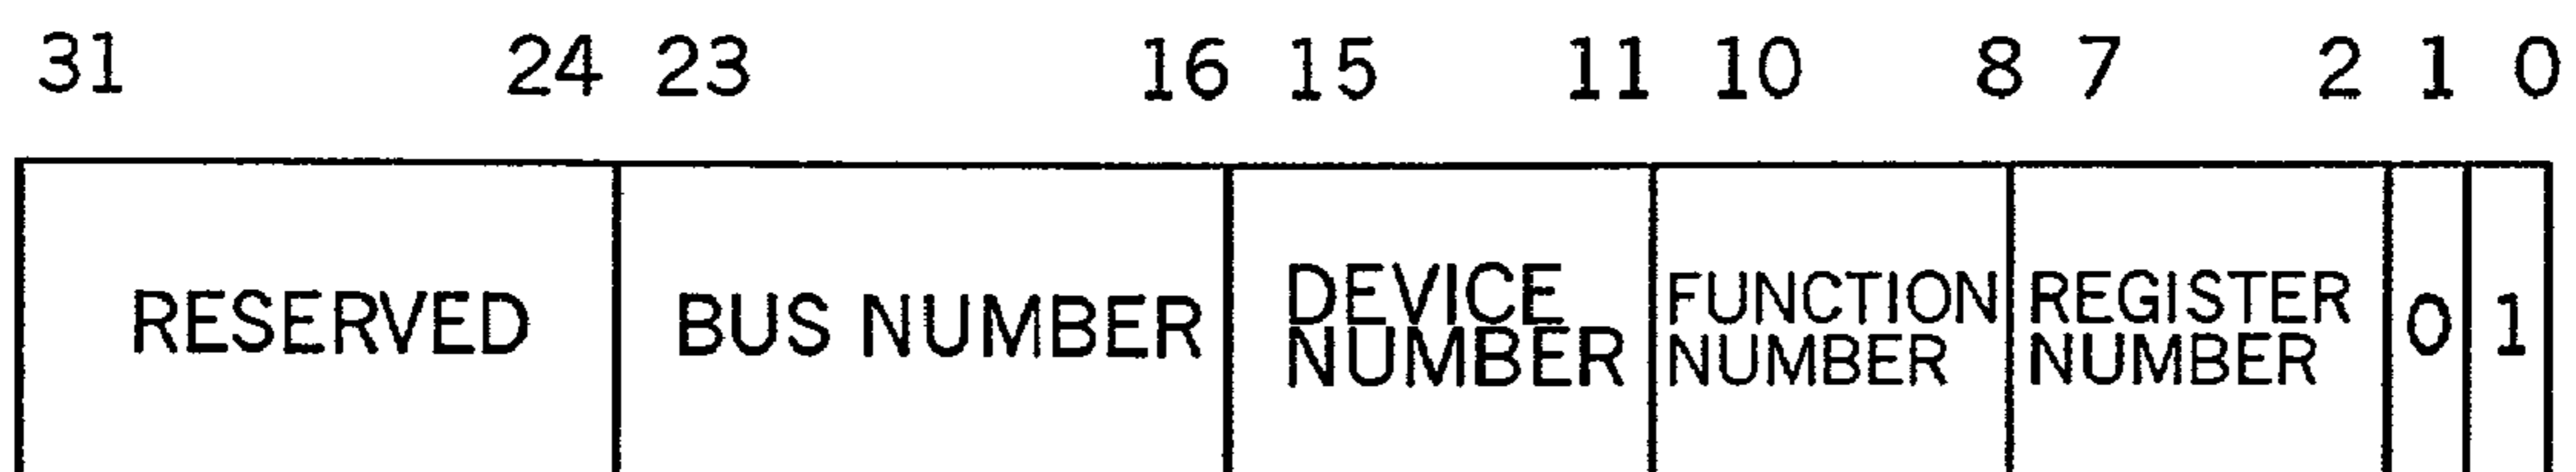 31 24 23 16 15 11 10 8 7 2 1 0
RESERVED
BUS NUMBER
DEVICE
NUMBER
FUNCTION
NUMBER
REGISTER
NUMBER
0
1